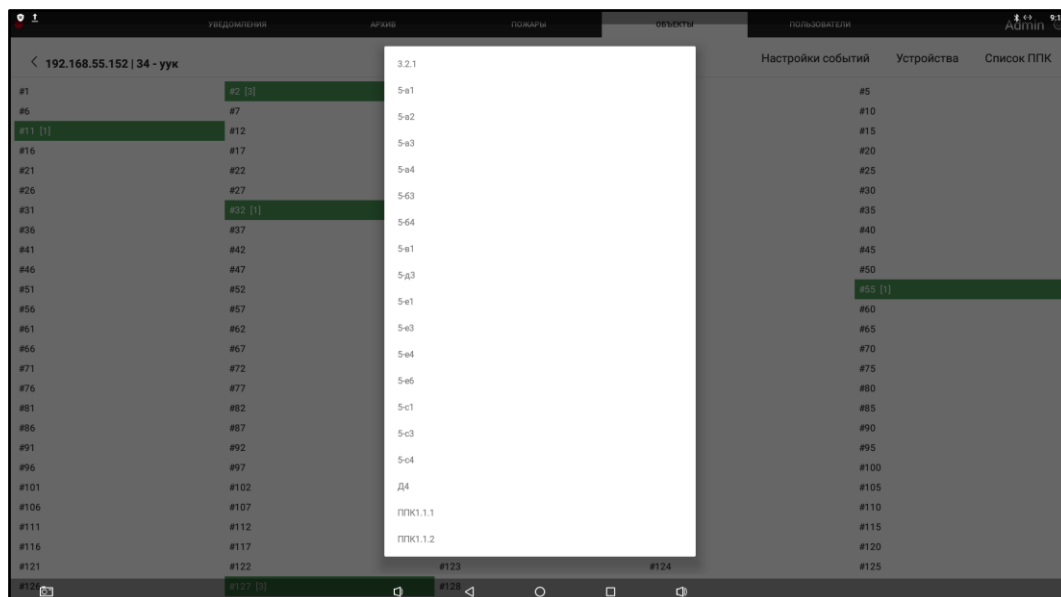 УВЕДОМЛЕНИЯ АРХИВ ПОЖАРЫ ОБЪЕКТЫ ПОЛЬЗОВАТЕЛИ Admin
192.168.55.152 | 34 - уук Настройки событий Устройства Список ППК
3.2.1
5-а1
5-а2
5-а3
5-а4
5-б3
5-б4
5-в1
5-д3
5-е1
5-е3
5-е4
5-е6
5-с1
5-с3
5-с4
Д4
ППК1.1.1
ППК1.1.2
#1 #2 [3] #5
#6 #7 #10
#11 [1] #12 #15
#16 #17 #20
#21 #22 #25
#26 #27 #30
#31 #32 [1] #35
#36 #37 #40
#41 #42 #45
#46 #47 #50
#51 #52 #55 [1]
#56 #57 #60
#61 #62 #65
#66 #67 #70
#71 #72 #75
#76 #77 #80
#81 #82 #85
#86 #87 #90
#91 #92 #95
#96 #97 #100
#101 #102 #105
#106 #107 #110
#111 #112 #115
#116 #117 #120
#121 #122 #123 #124 #125
#126 #127 [3] #128